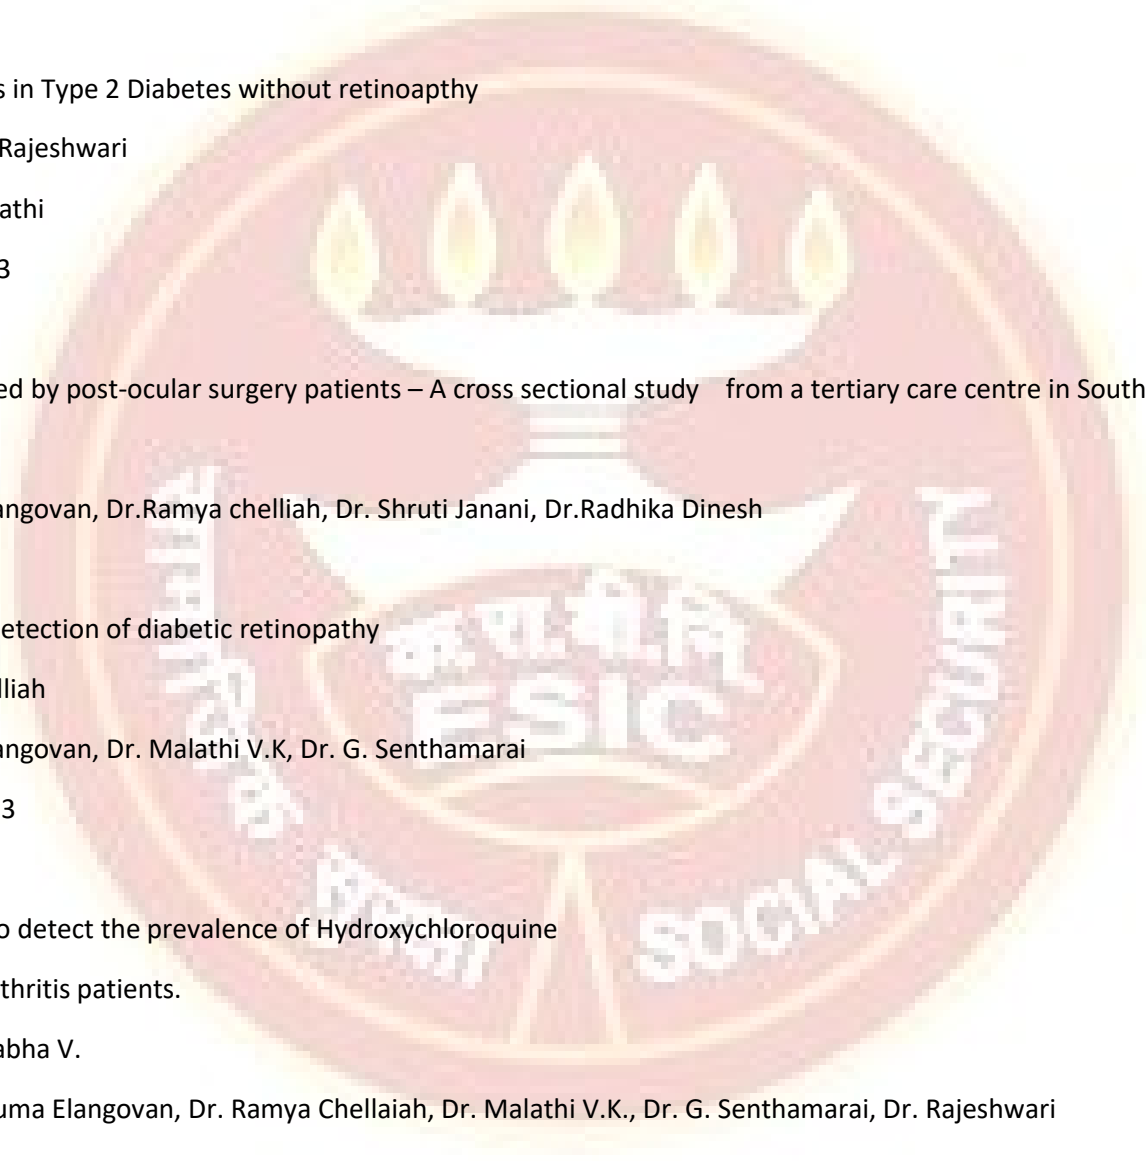 s in Type 2 Diabetes without retinoapthy
Rajeshwari
athi
3
ed by post-ocular surgery patients – A cross sectional study from a tertiary care centre in South
angovan, Dr.Ramya chelliah, Dr. Shruti Janani, Dr.Radhika Dinesh
etection of diabetic retinopathy
lliah
angovan, Dr. Malathi V.K, Dr. G. Senthamarai
3
o detect the prevalence of Hydroxychloroquine
thritis patients.
abha V.
uma Elangovan, Dr. Ramya Chellaiah, Dr. Malathi V.K., Dr. G. Senthamarai, Dr. Rajeshwari
क.रा.बी.नि
ESIC
SOCIAL SECURITY